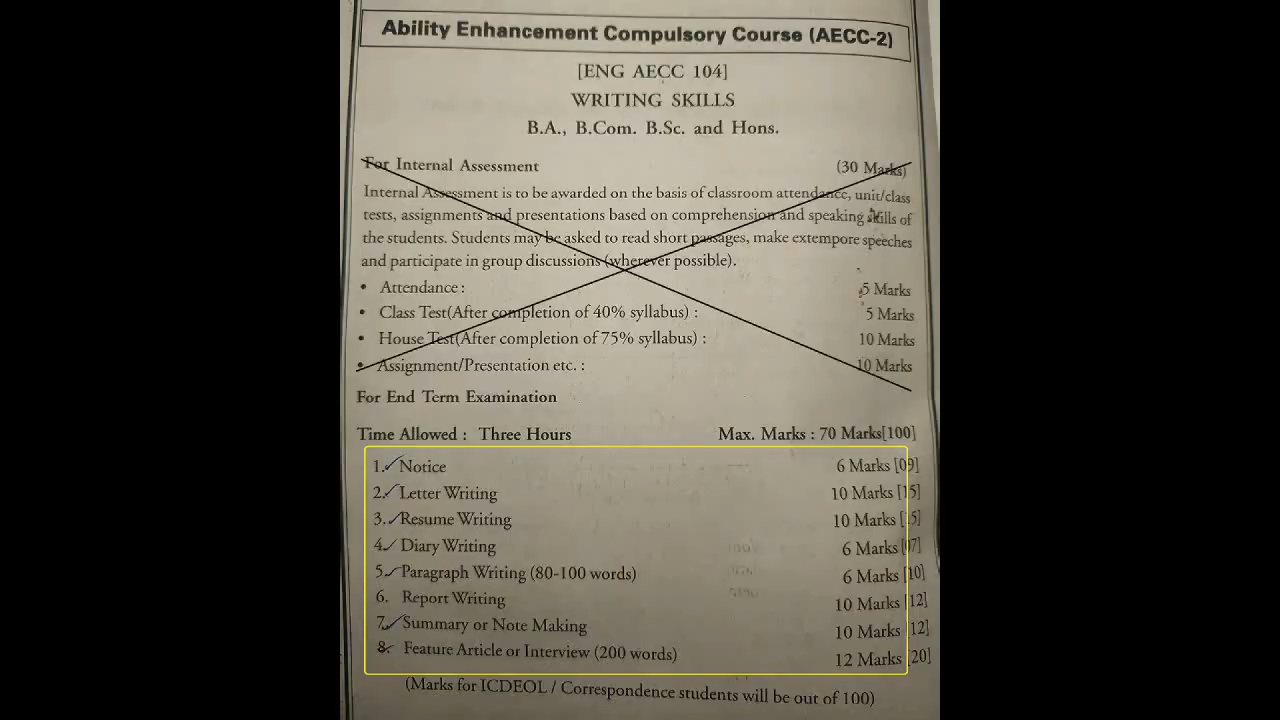 Ability Enhancement Compulsory Course (AECC-2)
[ENG AECC 104]
WRITING SKILLS
B.A., B.Com. B.Sc. and Hons.
For Internal Assessment (30 Marks)
Internal Assessment is to be awarded on the basis of classroom attendance, unit/class
tests, assignments and presentations based on comprehension and speaking skills of
the students. Students may be asked to read short passages, make extempore speeches
and participate in group discussions (wherever possible).
• Attendance : 5 Marks
• Class Test(After completion of 40% syllabus) : 5 Marks
• House Test(After completion of 75% syllabus) : 10 Marks
• Assignment/Presentation etc. : 10 Marks
For End Term Examination
Time Allowed : Three Hours Max. Marks : 70 Marks[100]
1. Notice 6 Marks [09]
2. Letter Writing 10 Marks [15]
3. Resume Writing 10 Marks [15]
4. Diary Writing 6 Marks [07]
5. Paragraph Writing (80-100 words) 6 Marks [10]
6. Report Writing 10 Marks [12]
7. Summary or Note Making 10 Marks [12]
8. Feature Article or Interview (200 words) 12 Marks [20]
(Marks for ICDEOL / Correspondence students will be out of 100)